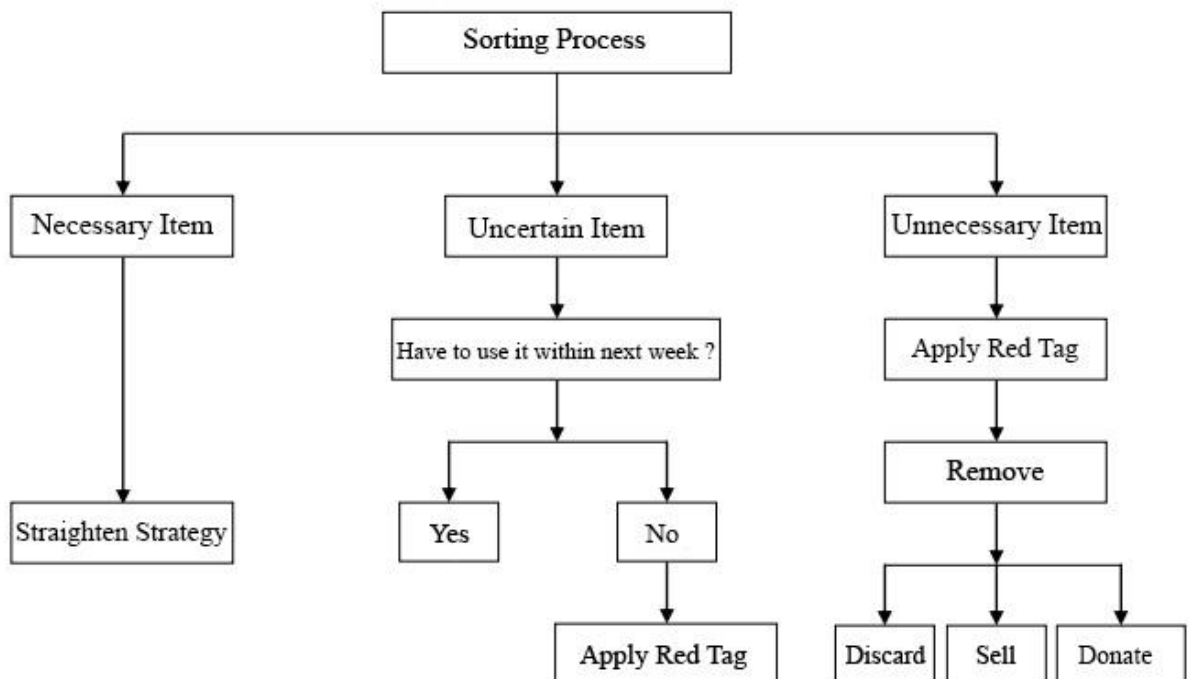 Sorting Process
Necessary Item
Uncertain Item
Unnecessary Item
Have to use it within next week ?
Apply Red Tag
Remove
Straighten Strategy
Yes
No
Apply Red Tag
Discard
Sell
Donate